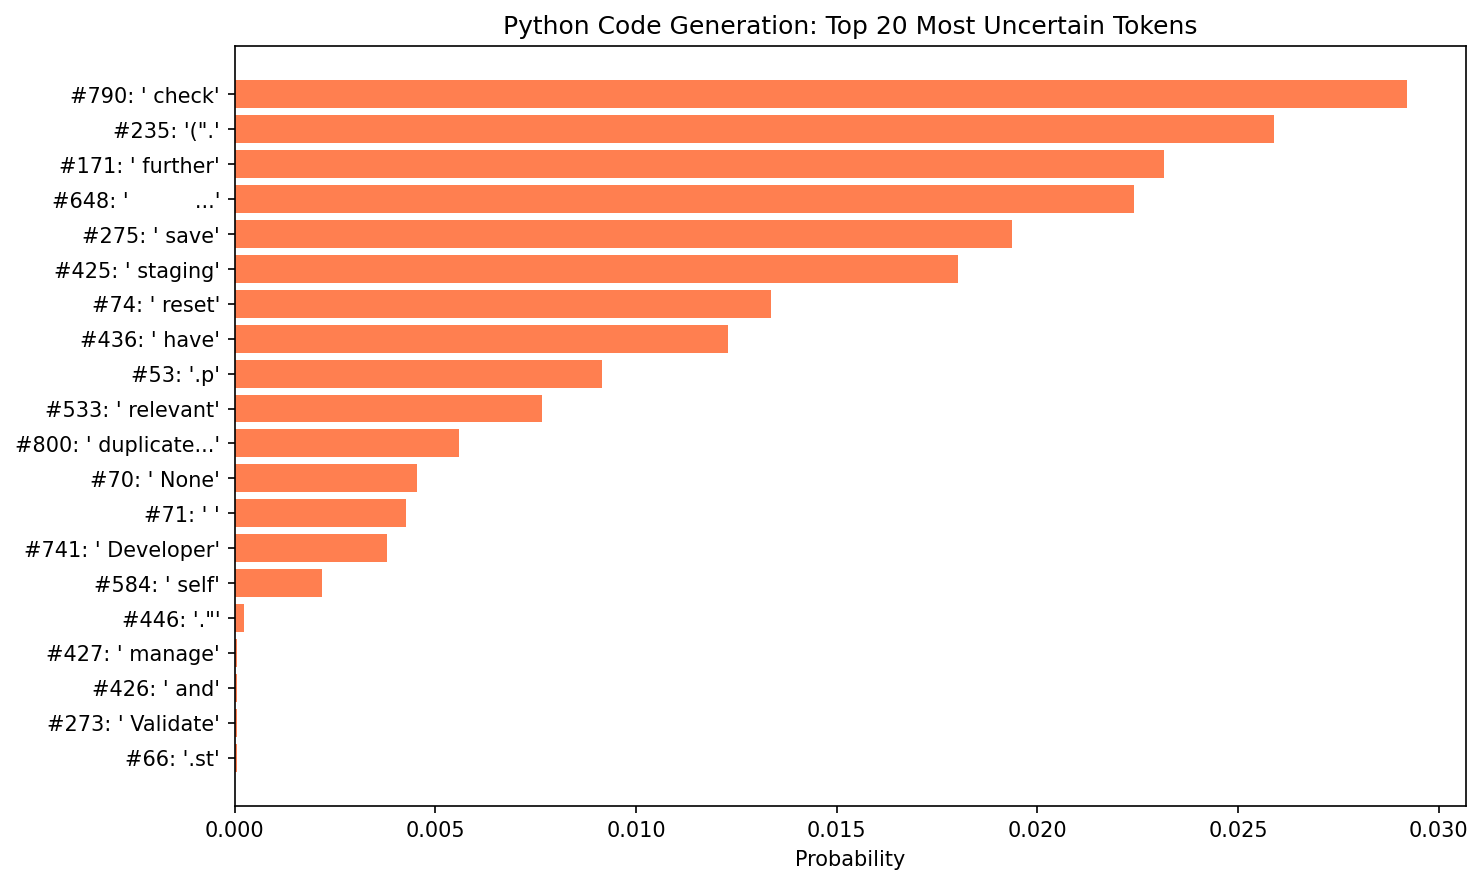 Python Code Generation: Top 20 Most Uncertain Tokens
#790: ' check'
#235: '(".'
#171: ' further'
#648: '          ...'
#275: ' save'
#425: ' staging'
#74: ' reset'
#436: ' have'
#53: '.p'
#533: ' relevant'
#800: ' duplicate...'
#70: ' None'
#71: ' '
#741: ' Developer'
#584: ' self'
#446: '."'
#427: ' manage'
#426: ' and'
#273: ' Validate'
#66: '.st'
0.000 0.005 0.010 0.015 0.020 0.025 0.030
Probability